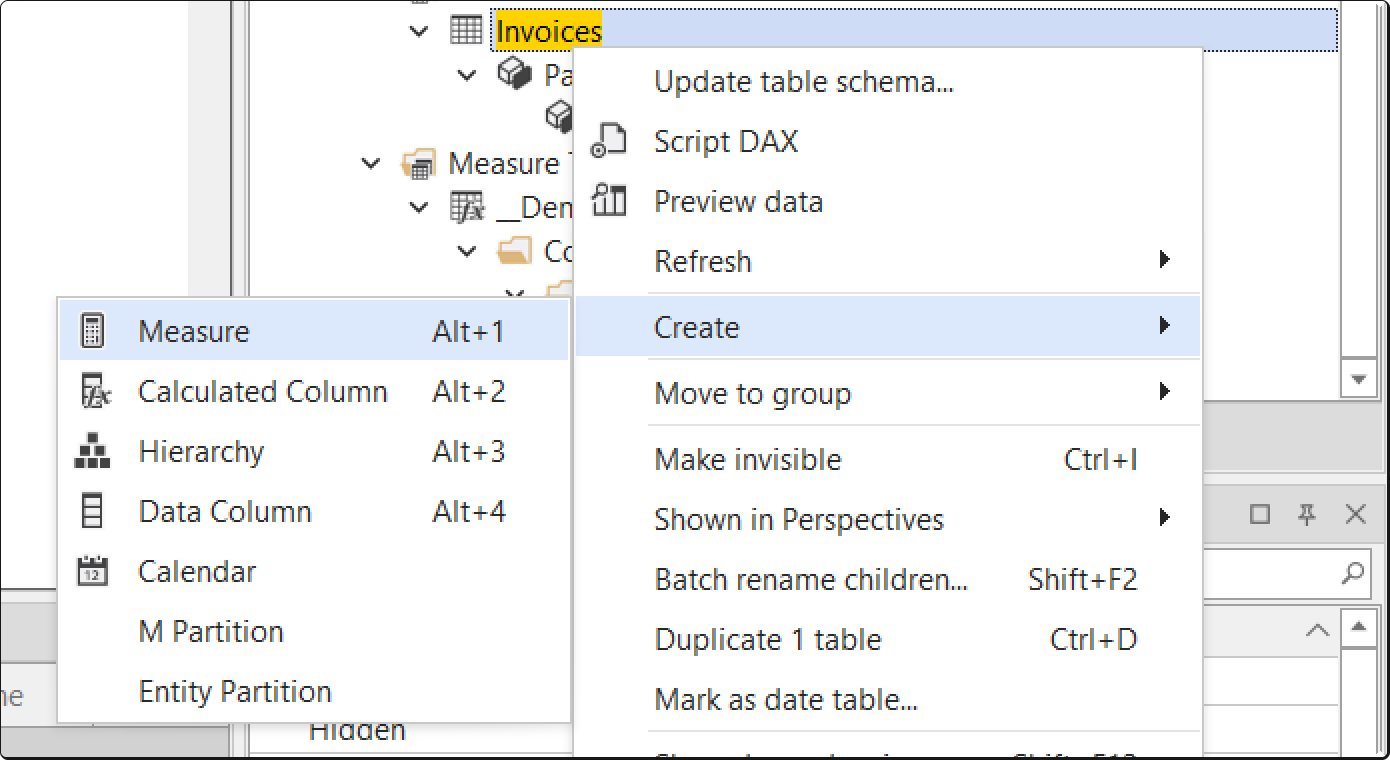 Invoices
Measure
Update table schema...
Script DAX
Preview data
Refresh
Create
Move to group
Make invisible Ctrl+I
Shown in Perspectives
Batch rename children... Shift+F2
Duplicate 1 table Ctrl+D
Mark as date table...
Measure Alt+1
Calculated Column Alt+2
Hierarchy Alt+3
Data Column Alt+4
12
Calendar
M Partition
Entity Partition
Hidden